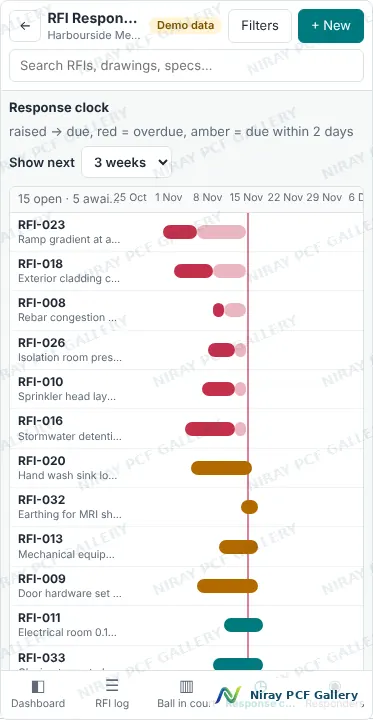 ←
RFI Respon...
Harbourside Me...
Demo data
Filters
+ New
Search RFIs, drawings, specs...
Response clock
raised → due, red = overdue, amber = due within 2 days
Show next
3 weeks
15 open · 5 awai...
25 Oct 1 Nov 8 Nov 15 Nov 22 Nov 29 Nov 6 D
RFI-023
Ramp gradient at a...
RFI-018
Exterior cladding c...
RFI-008
Rebar congestion ...
RFI-026
Isolation room pres...
RFI-010
Sprinkler head lay...
RFI-016
Stormwater detenti...
RFI-020
Hand wash sink lo...
RFI-032
Earthing for MRI sh...
RFI-013
Mechanical equip...
RFI-009
Door hardware set ...
RFI-011
Electrical room 0.1...
RFI-033
Dashboard
RFI log
Ball in cour
Niray PCF Gallery
NIRAY PCF GALLERY